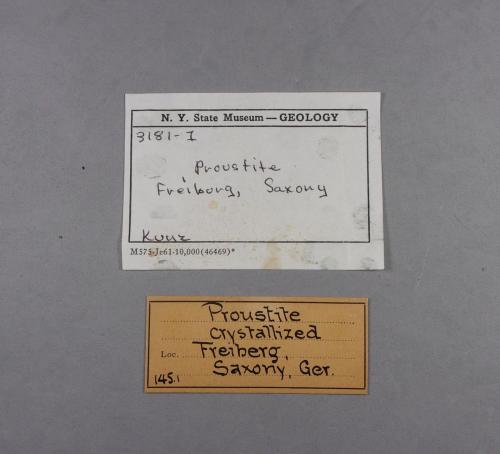 N. Y. State Museum — GEOLOGY
3181-I
Proustite
Freiburg, Saxony
Kunz
M575-Je61-10,000(46469)*
Proustite
crystallized
Loc. Freiberg,
Saxony, Ger.
145.1